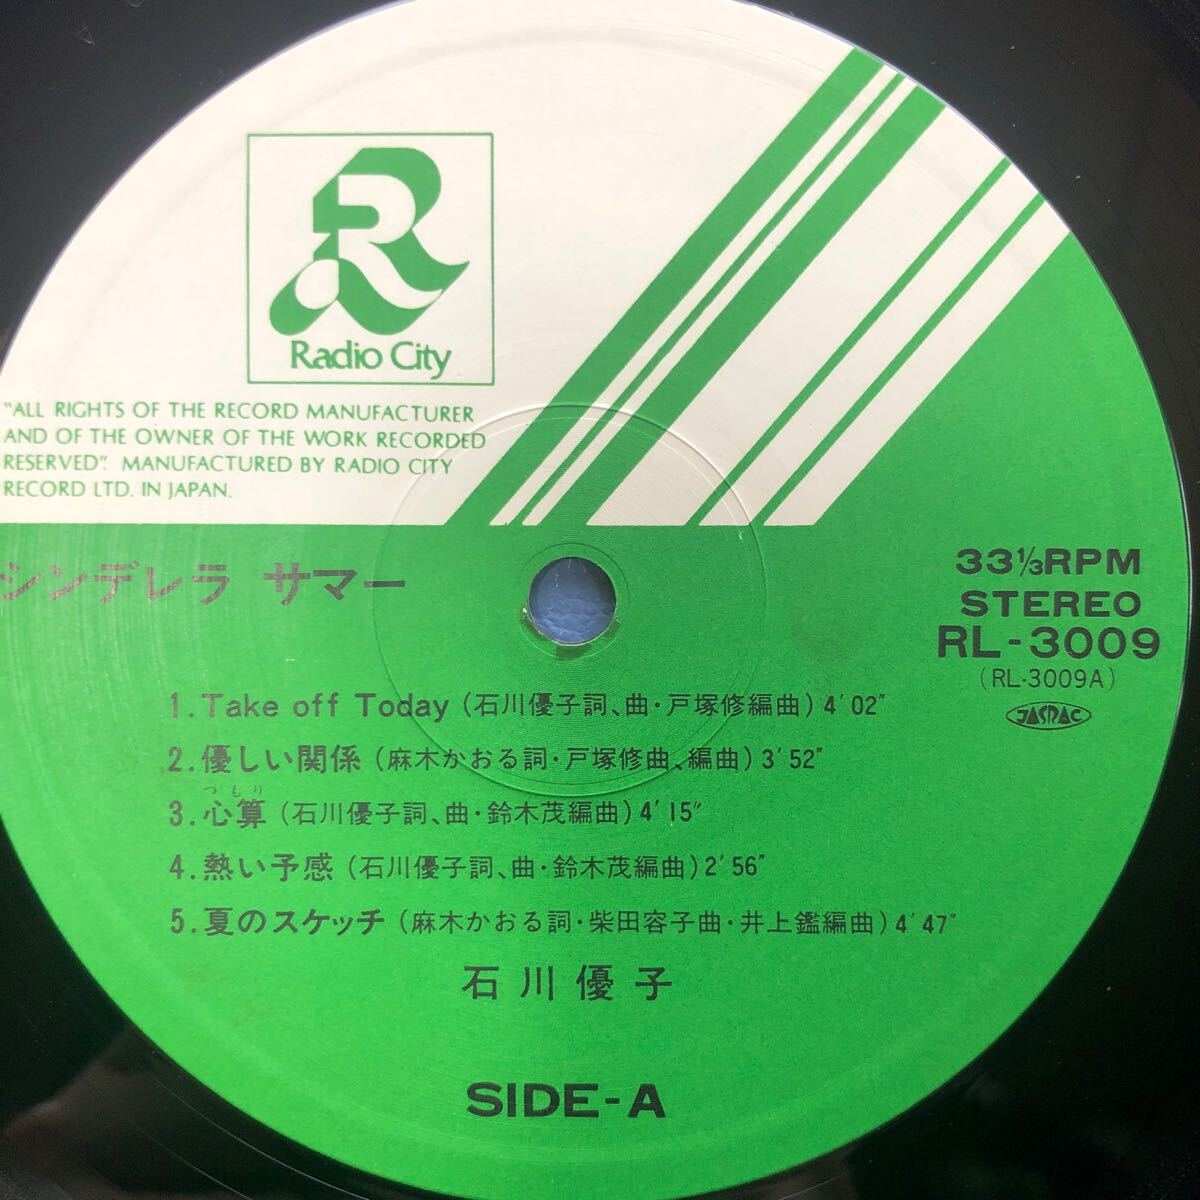 Radio City
"ALL RIGHTS OF THE RECORD MANUFACTURER
AND OF THE OWNER OF THE WORK RECORDED
RESERVED". MANUFACTURED BY RADIO CITY
RECORD LTD. IN JAPAN.
シンデレラ サマー
33⅓RPM
STEREO
RL-3009
(RL-3009A)
JASRAC
1. Take off Today (石川優子詞、曲・戸塚修編曲) 4'02"
2. 優しい関係 (麻木かおる詞・戸塚修曲、編曲) 3'52"
つもり
3. 心算 (石川優子詞、曲・鈴木茂編曲) 4'15"
4. 熱い予感 (石川優子詞、曲・鈴木茂編曲) 2'56"
5. 夏のスケッチ (麻木かおる詞・柴田容子曲・井上鑑編曲) 4'47"
石川優子
SIDE-A